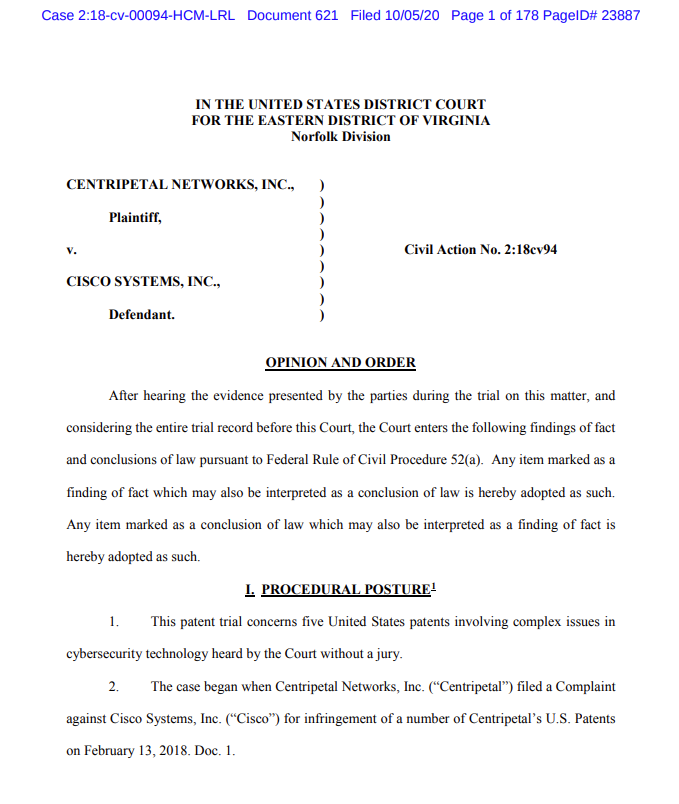 Case 2:18-cv-00094-HCM-LRL Document 621 Filed 10/05/20 Page 1 of 178 PageID# 23887
IN THE UNITED STATES DISTRICT COURT
FOR THE EASTERN DISTRICT OF VIRGINIA
Norfolk Division
CENTRIPETAL NETWORKS, INC., )
)
Plaintiff, )
)
v. ) Civil Action No. 2:18cv94
)
CISCO SYSTEMS, INC., )
)
Defendant. )
OPINION AND ORDER
After hearing the evidence presented by the parties during the trial on this matter, and
considering the entire trial record before this Court, the Court enters the following findings of fact
and conclusions of law pursuant to Federal Rule of Civil Procedure 52(a). Any item marked as a
finding of fact which may also be interpreted as a conclusion of law is hereby adopted as such.
Any item marked as a conclusion of law which may also be interpreted as a finding of fact is
hereby adopted as such.
I. PROCEDURAL POSTURE1
1. This patent trial concerns five United States patents involving complex issues in
cybersecurity technology heard by the Court without a jury.
2. The case began when Centripetal Networks, Inc. (“Centripetal”) filed a Complaint
against Cisco Systems, Inc. (“Cisco”) for infringement of a number of Centripetal’s U.S. Patents
on February 13, 2018. Doc. 1.